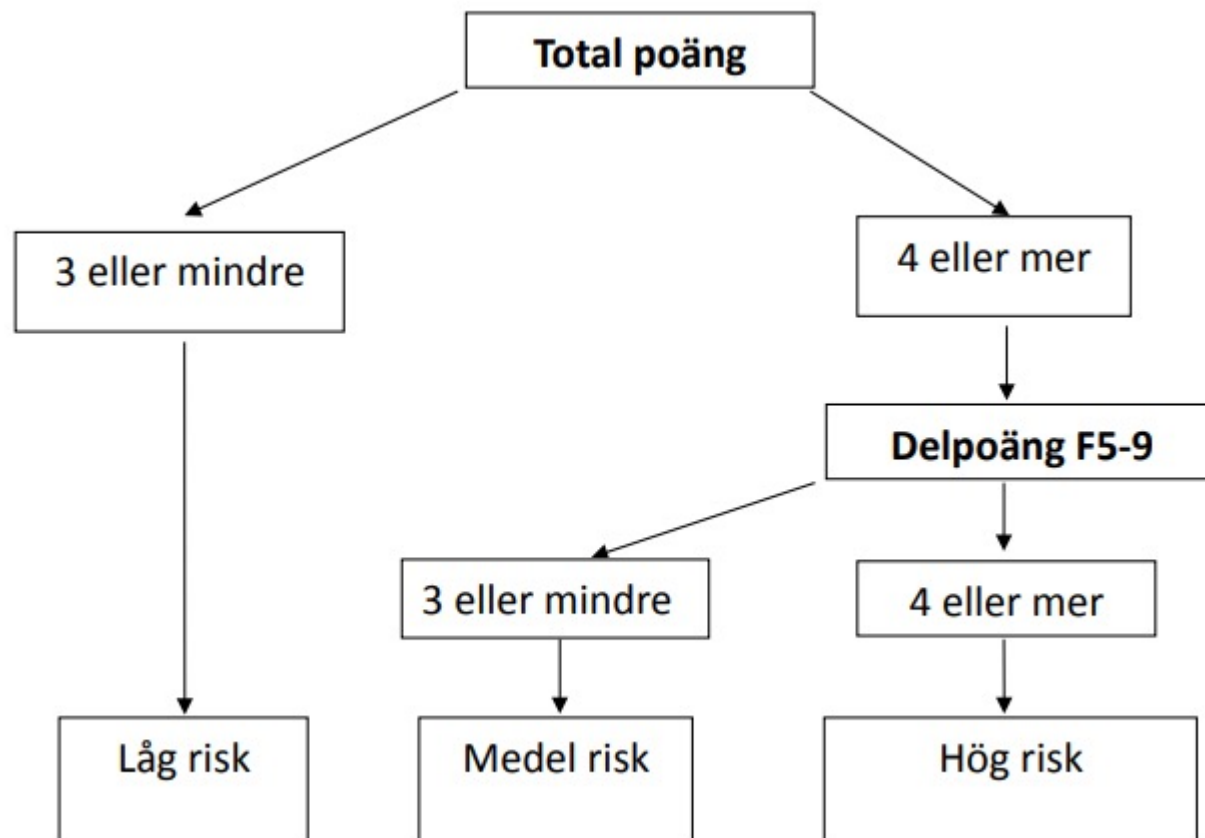 Total poäng
3 eller mindre
4 eller mer
Delpoäng F5-9
3 eller mindre
4 eller mer
Låg risk
Medel risk
Hög risk